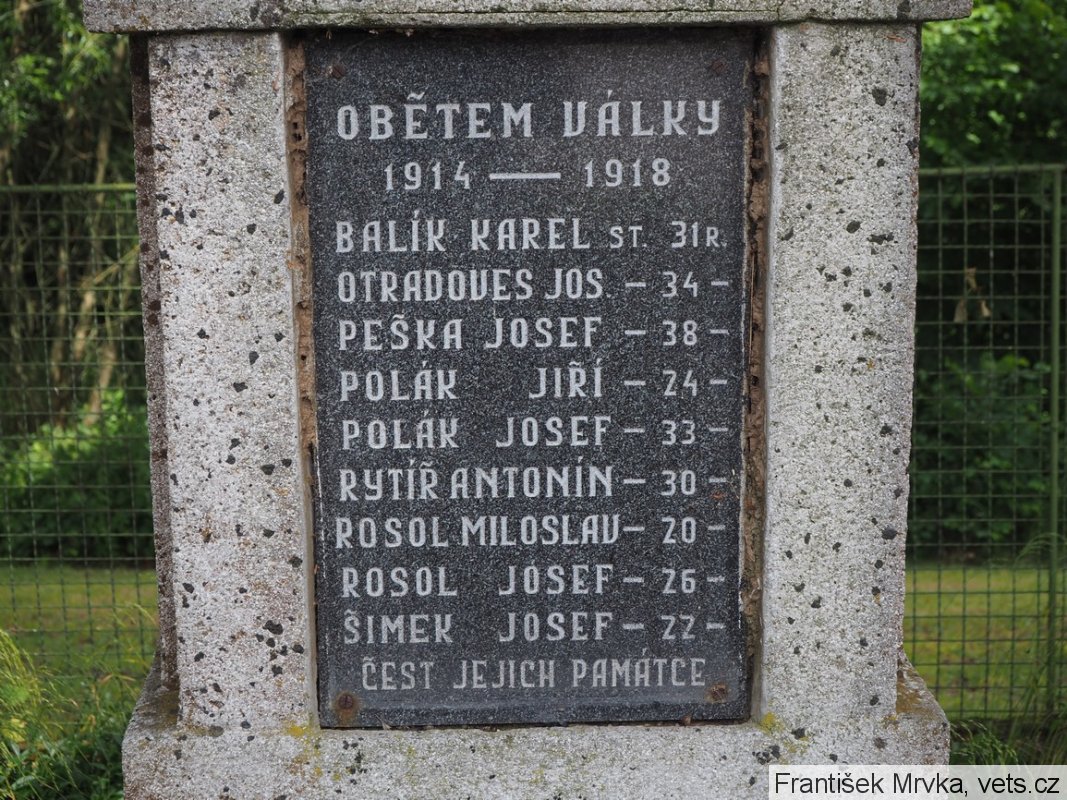 OBĚTEM VÁLKY
1914 — 1918
BALÍK KAREL ST. 31R.
OTRADOVES JOS. – 34 –
PEŠKA JOSEF – 38 –
POLÁK JIŘÍ – 24 –
POLÁK JOSEF – 33 –
RYTÍŘ ANTONÍN – 30 –
ROSOL MILOSLAV – 20 –
ROSOL JOSEF – 26 –
ŠIMEK JOSEF – 22 –
ČEST JEJICH PAMÁTCE
František Mrvka, vets.cz